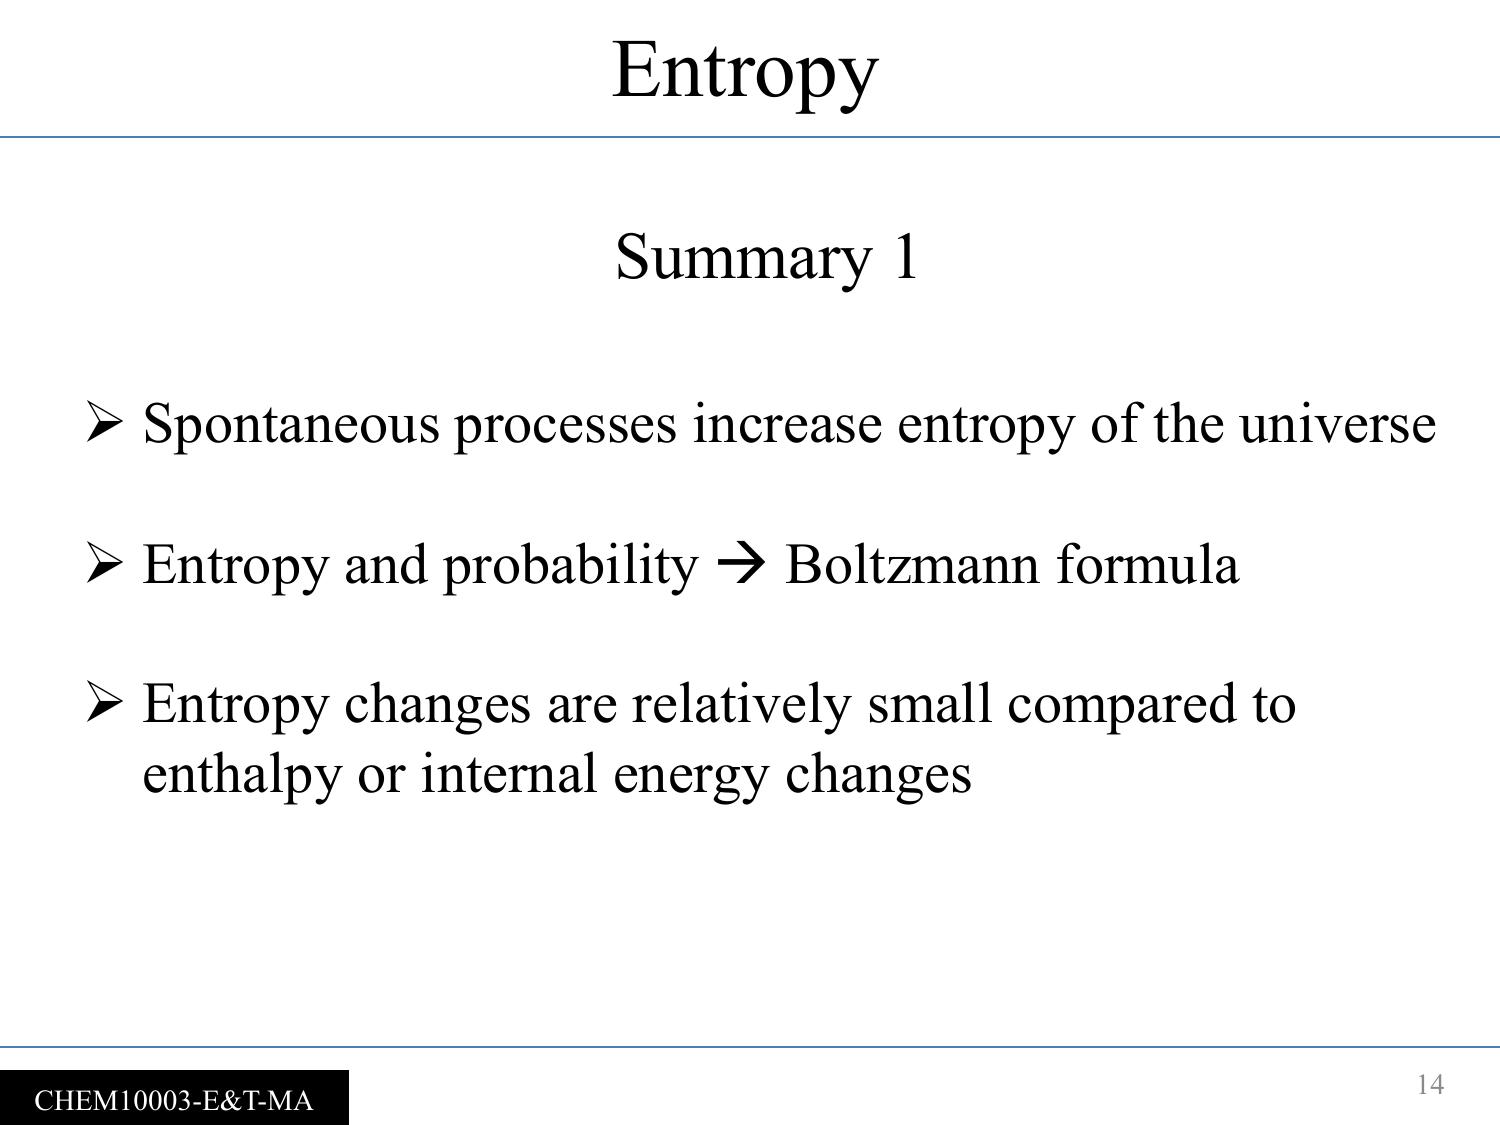 Entropy
Summary 1
➢ Spontaneous processes increase entropy of the universe
➢ Entropy and probability → Boltzmann formula
➢ Entropy changes are relatively small compared to
enthalpy or internal energy changes
CHEM10003-E&T-MA
14